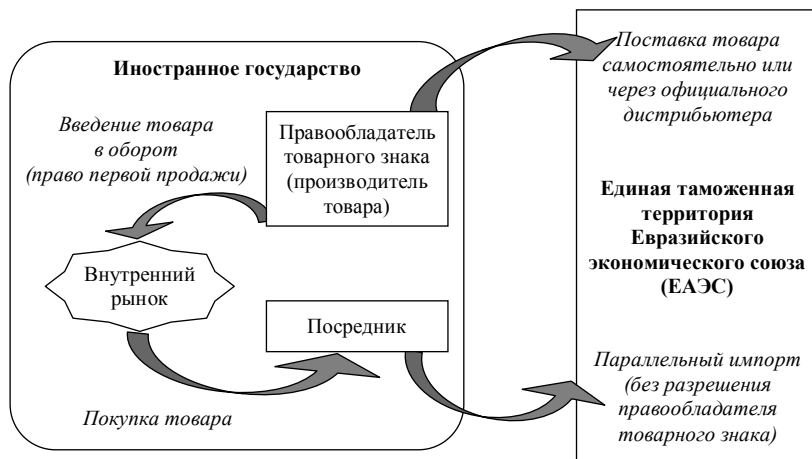 Иностранное государство
Введение товара
в оборот
(право первой продажи)
Правообладатель
товарного знака
(производитель
товара)
Внутренний
рынок
Посредник
Покупка товара
Поставка товара
самостоятельно или
через официального
дистрибьютера
Единая таможенная
территория
Евразийского
экономического союза
(ЕАЭС)
Параллельный импорт
(без разрешения
правообладателя
товарного знака)